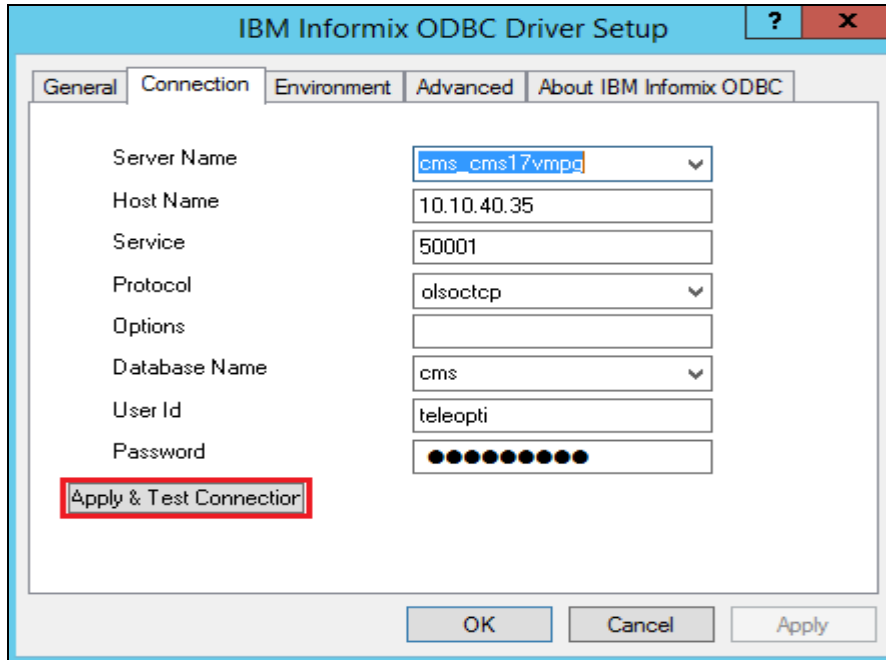 IBM Informix ODBC Driver Setup ? x
General Connection Environment Advanced About IBM Informix ODBC
Server Name cms_cms17vmpg
Host Name 10.10.40.35
Service 50001
Protocol olsoctcp
Options
Database Name cms
User Id teleopti
Password ●●●●●●●●●
Apply & Test Connection
OK Cancel Apply